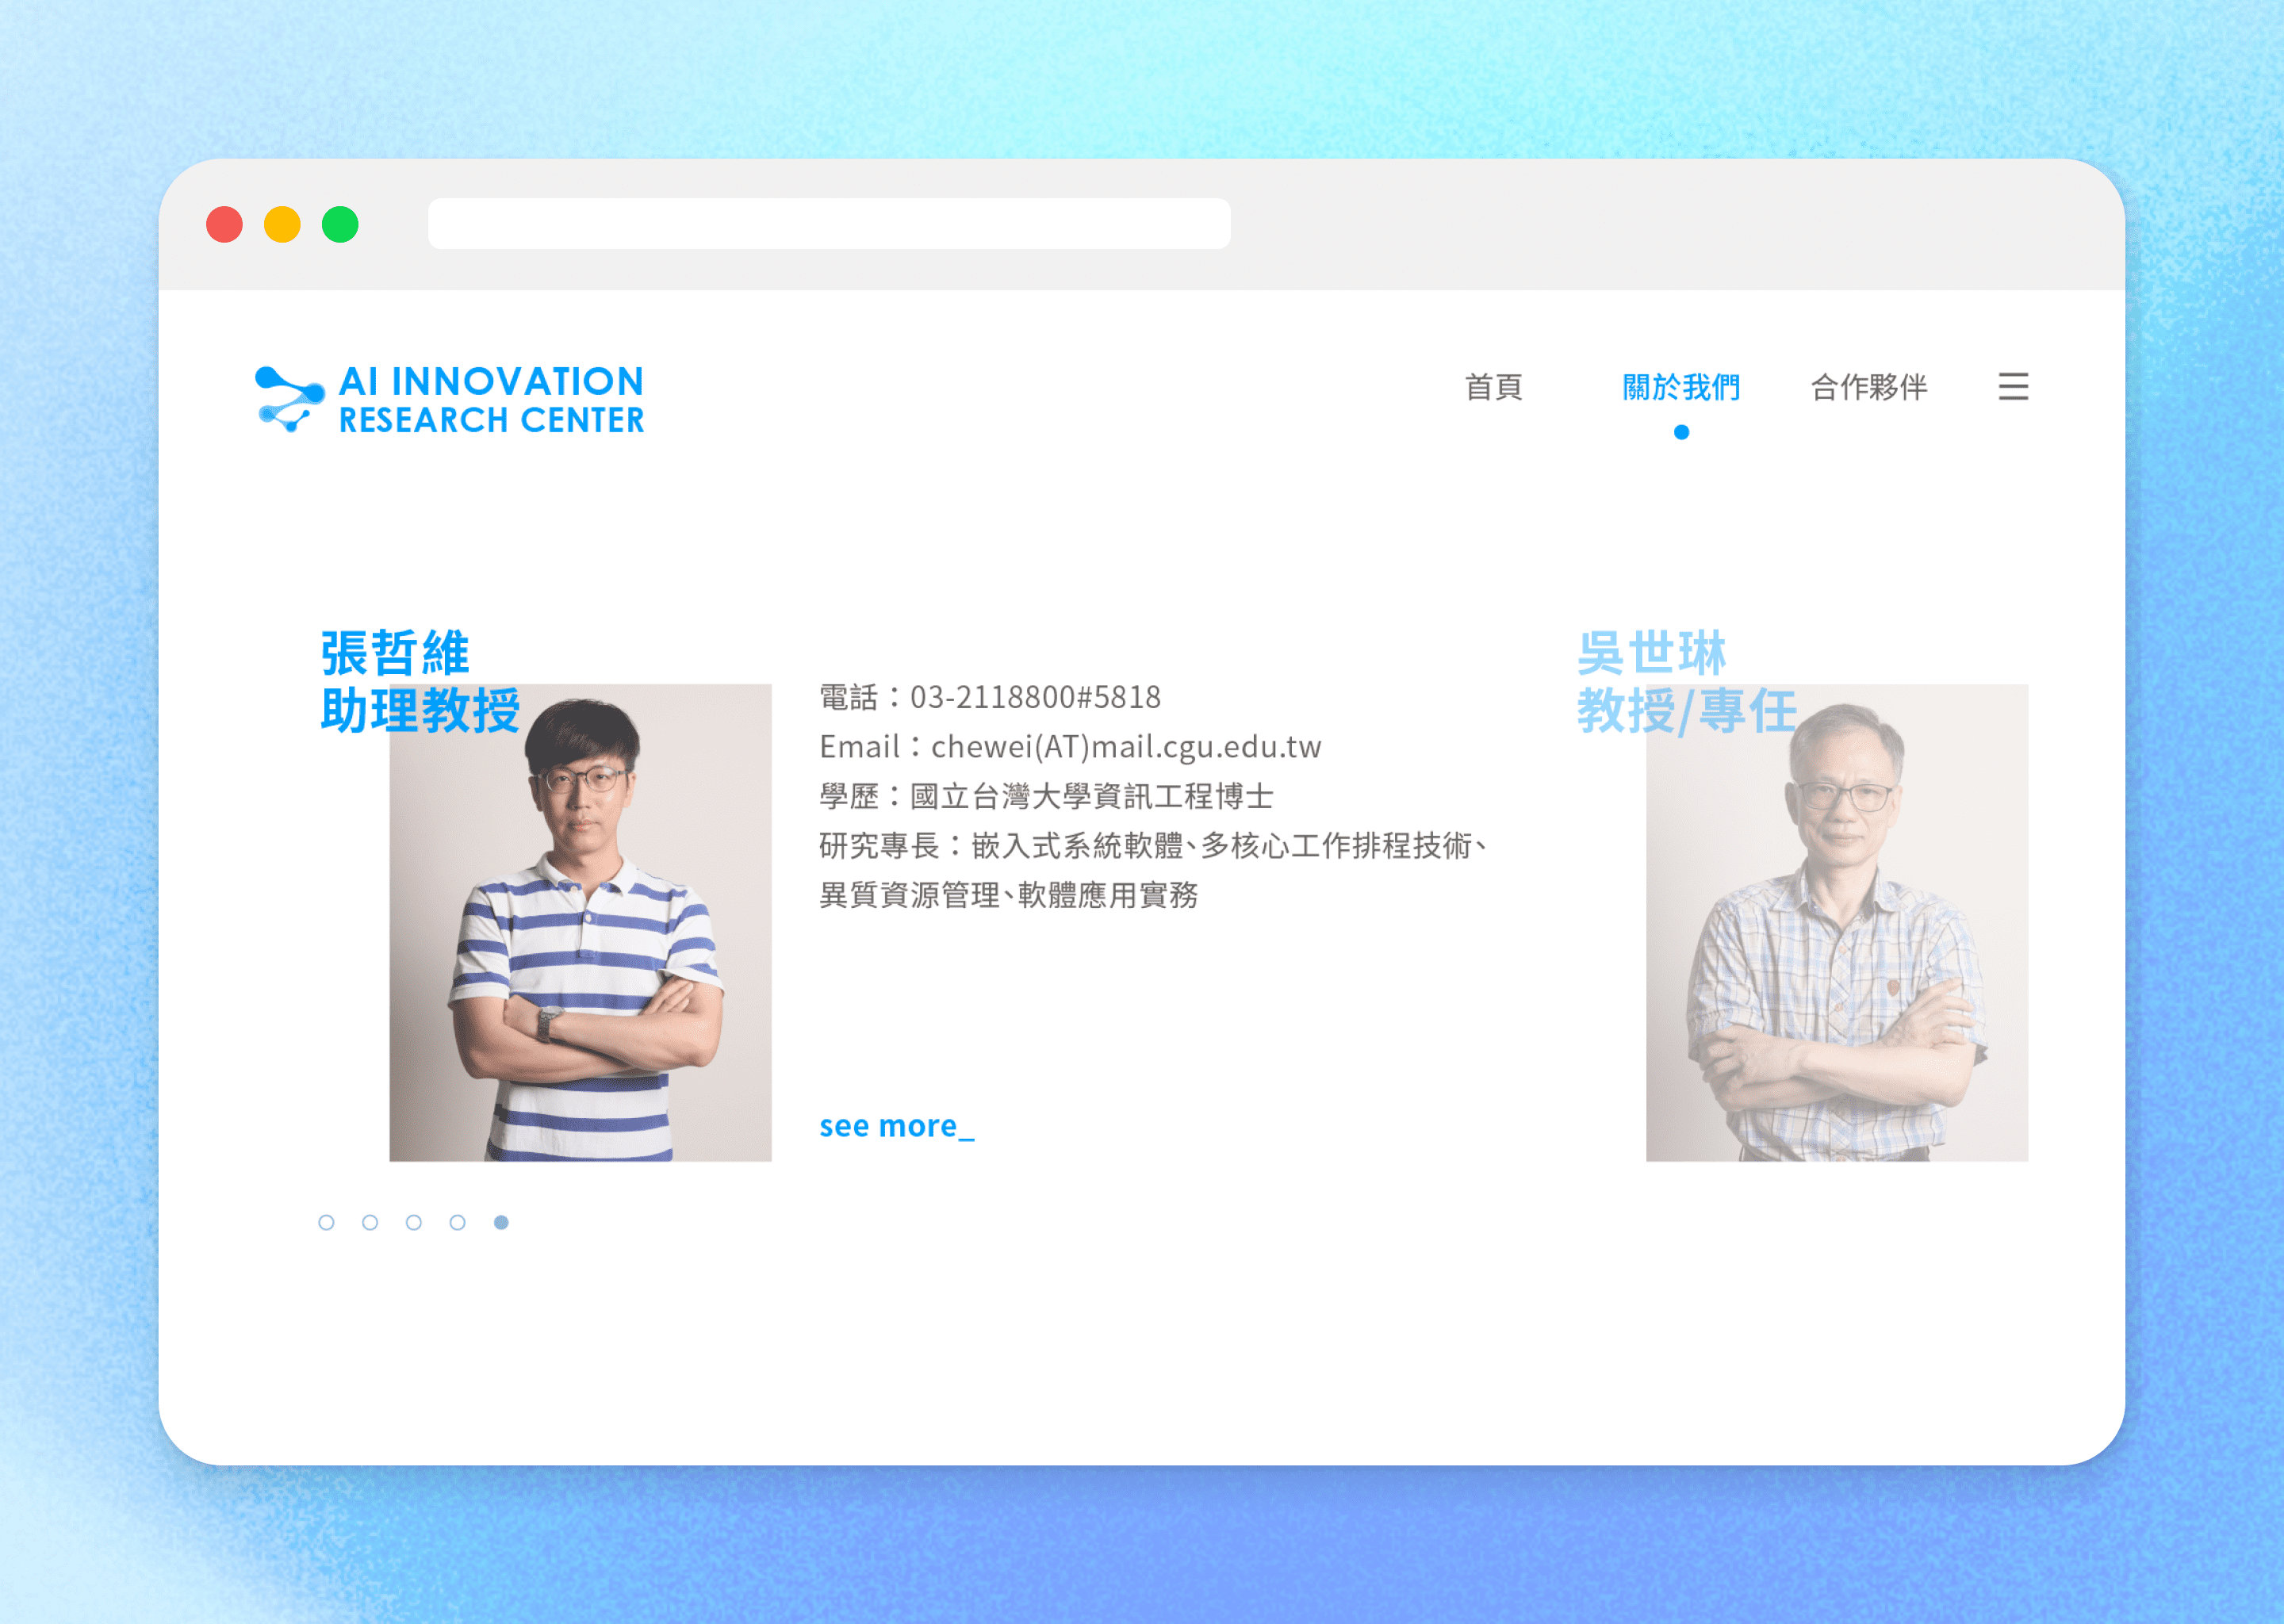 AI INNOVATION
RESEARCH CENTER
首頁
關於我們
合作夥伴
張哲維
助理教授
電話：03-2118800#5818
Email：chewei(AT)mail.cgu.edu.tw
學歷：國立台灣大學資訊工程博士
研究專長：嵌入式系統軟體、多核心工作排程技術、
異質資源管理、軟體應用實務
see more_
吳世琳
教授/專任